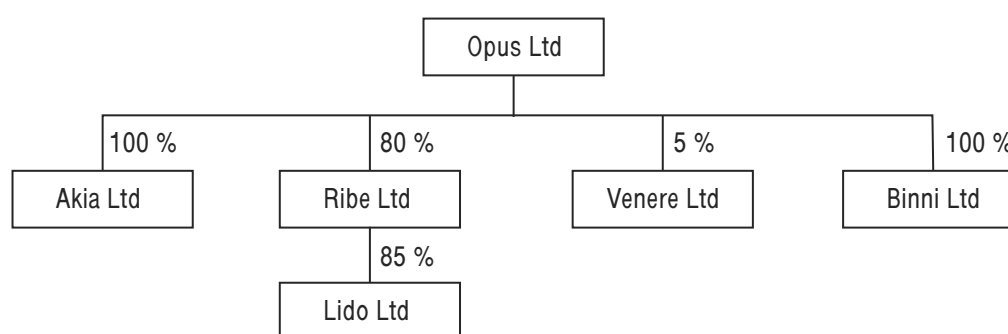 Opus Ltd
100 %
80 %
5 %
100 %
Akia Ltd
Ribe Ltd
Venere Ltd
Binni Ltd
85 %
Lido Ltd